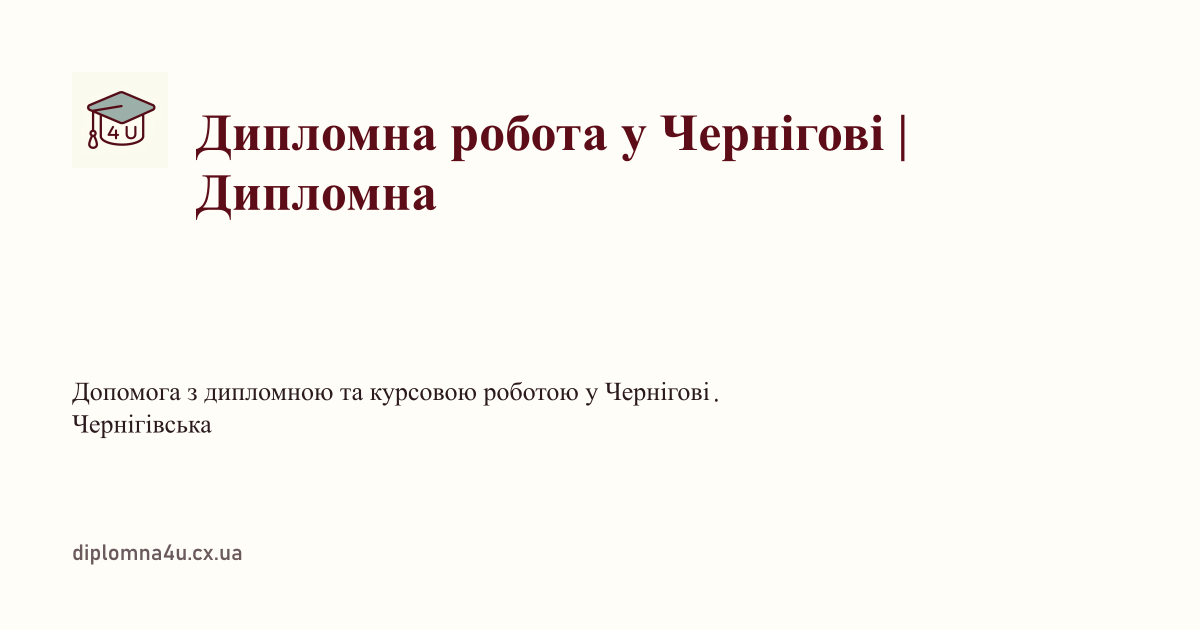 4 U
Дипломна робота у Чернігові |
Дипломна
Допомога з дипломною та курсовою роботою у Чернігові.
Чернігівська
diplomna4u.cx.ua